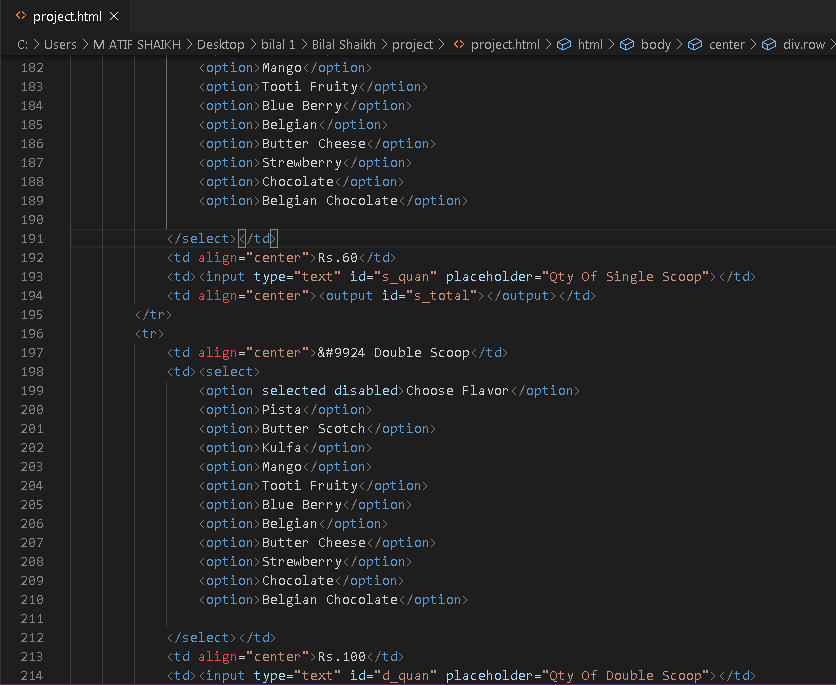 project.html ×
C: > Users > M ATIF SHAIKH > Desktop > bilal 1 > Bilal Shaikh > project > project.html > html > body > center > div.row >
182 <option>Mango</option>
183 <option>Tooti Fruity</option>
184 <option>Blue Berry</option>
185 <option>Belgian</option>
186 <option>Butter Cheese</option>
187 <option>Strewberry</option>
188 <option>Chocolate</option>
189 <option>Belgian Chocolate</option>
190
191 </select></td>
192 <td align="center">Rs.60</td>
193 <td><input type="text" id="s_quan" placeholder="Qty Of Single Scoop"></td>
194 <td align="center"><output id="s_total"></output></td>
195 </tr>
196 <tr>
197 <td align="center">&#9924 Double Scoop</td>
198 <td><select>
199 <option selected disabled>Choose Flavor</option>
200 <option>Pista</option>
201 <option>Butter Scotch</option>
202 <option>Kulfa</option>
203 <option>Mango</option>
204 <option>Tooti Fruity</option>
205 <option>Blue Berry</option>
206 <option>Belgian</option>
207 <option>Butter Cheese</option>
208 <option>Strewberry</option>
209 <option>Chocolate</option>
210 <option>Belgian Chocolate</option>
211
212 </select></td>
213 <td align="center">Rs.100</td>
214 <td><input type="text" id="d_quan" placeholder="Qty Of Double Scoop"></td>